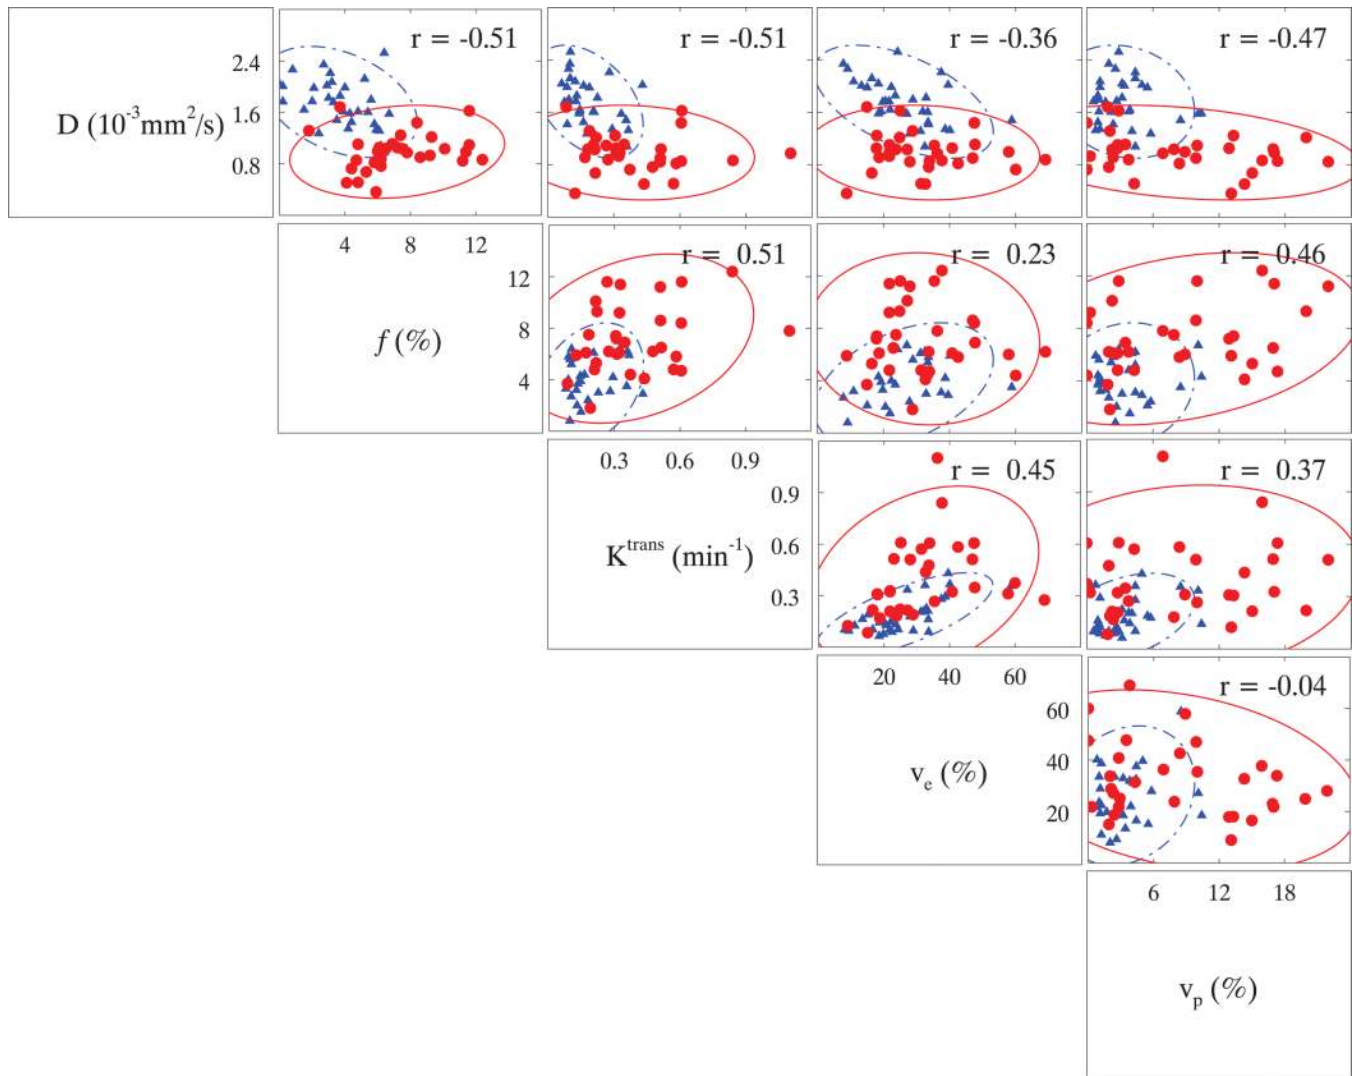 r = -0.51
r = -0.51
r = -0.36
r = -0.47
2.4
1.6
0.8
D (10⁻³mm²/s)
4 8 12
r = 0.51
r = 0.23
r = 0.46
12
8
4
f (%)
0.3 0.6 0.9
r = 0.45
r = 0.37
0.9
0.6
0.3
Kᵗʳᵃⁿˢ (min⁻¹)
20 40 60
r = -0.04
60
40
20
vₑ (%)
6 12 18
vₚ (%)